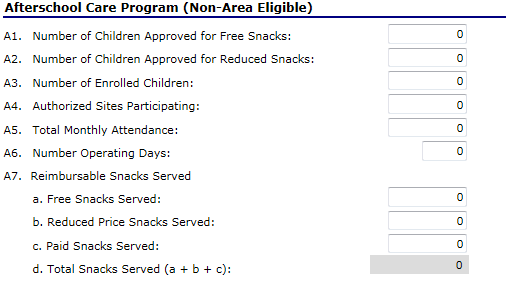 Afterschool Care Program (Non-Area Eligible)
A1. Number of Children Approved for Free Snacks: 0
A2. Number of Children Approved for Reduced Snacks: 0
A3. Number of Enrolled Children: 0
A4. Authorized Sites Participating: 0
A5. Total Monthly Attendance: 0
A6. Number Operating Days: 0
A7. Reimbursable Snacks Served
a. Free Snacks Served: 0
b. Reduced Price Snacks Served: 0
c. Paid Snacks Served: 0
d. Total Snacks Served (a + b + c): 0